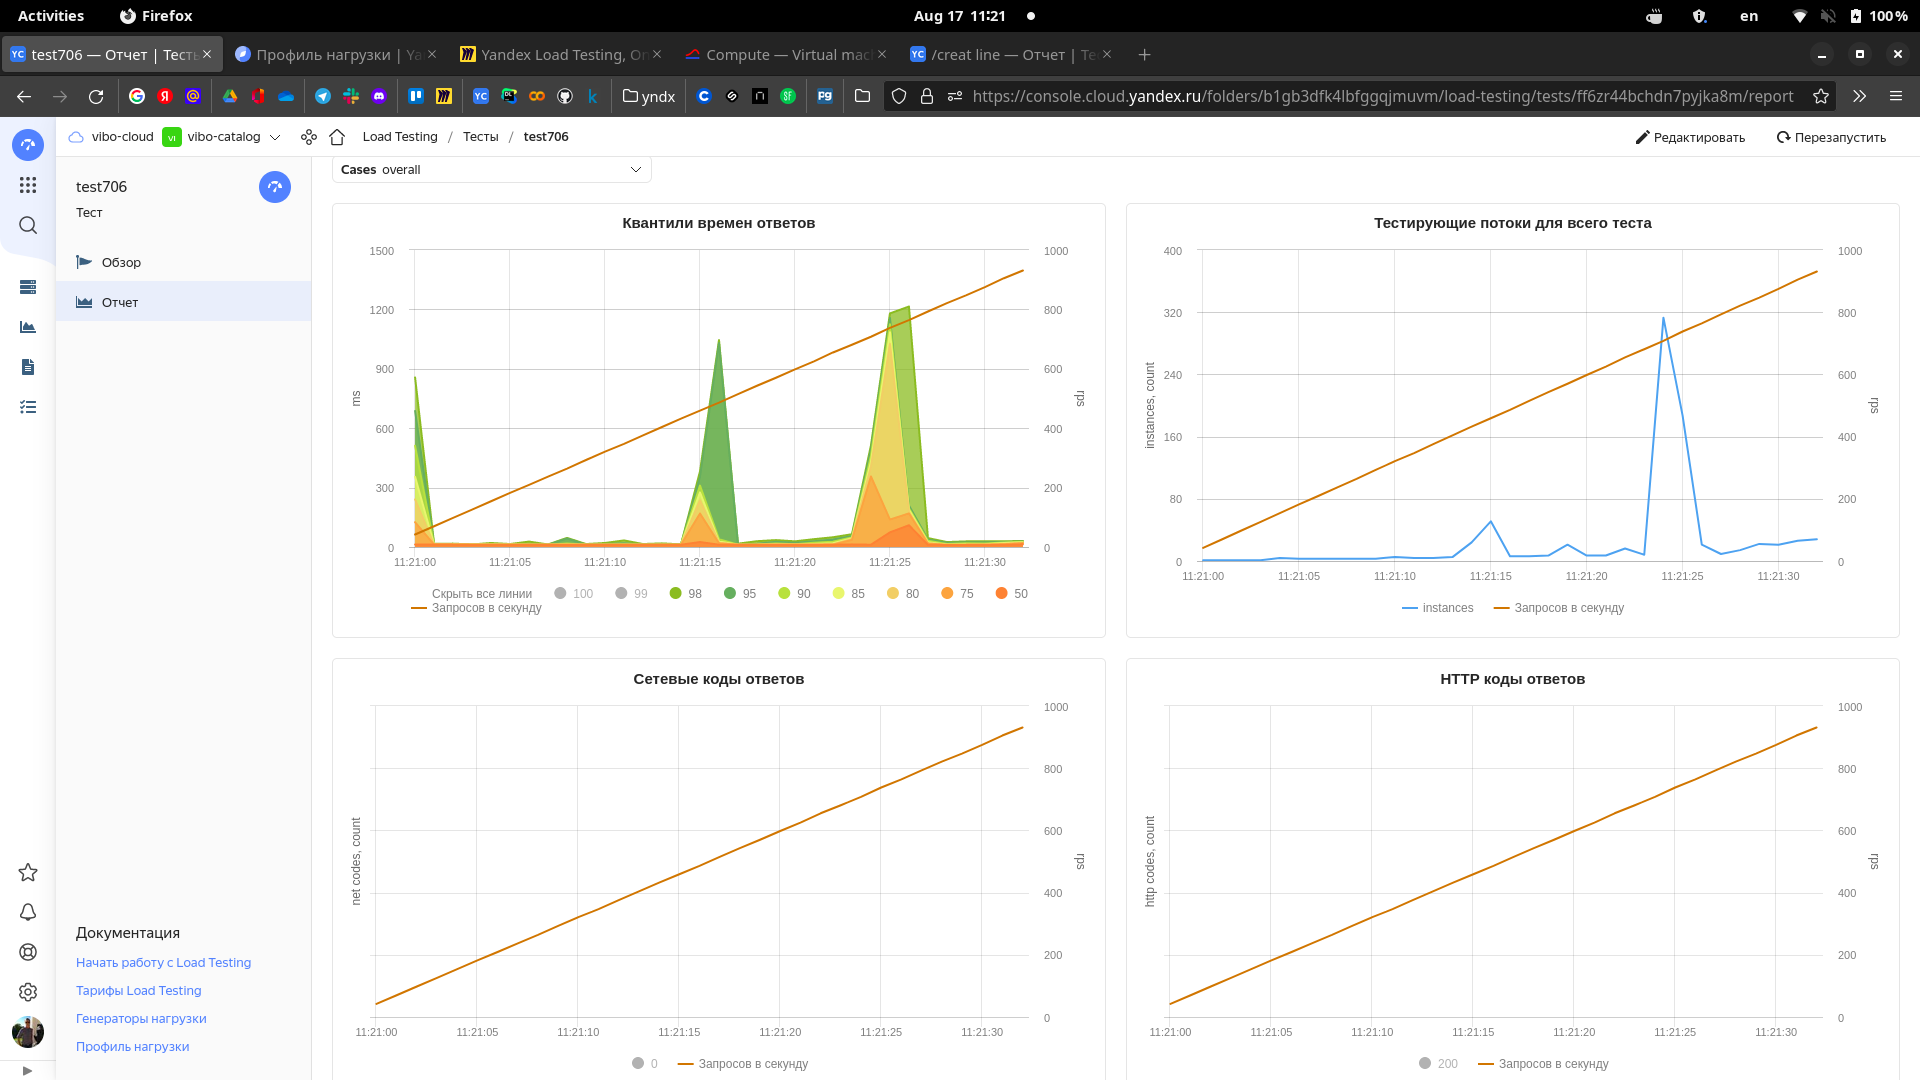 Activities
Firefox
Aug 17 11:21
en
100%
test706 — Отчет | Тесть
Профиль нагрузки | Ya
Yandex Load Testing, On
Compute — Virtual mac
/creat line — Отчет | Te
yndx
https://console.cloud.yandex.ru/folders/b1gb3dfk4lbfggqjmuvm/load-testing/tests/ff6zr44bchdn7pyjka8m/report
vibo-cloud
VI
vibo-catalog
Load Testing / Тесты / test706
Редактировать
Перезапустить
test706
Тест
Обзор
Отчет
Документация
Начать работу с Load Testing
Тарифы Load Testing
Генераторы нагрузки
Профиль нагрузки
Cases overall
Квантили времен ответов
1500
1200
900
600
300
0
ms
1000
800
600
400
200
0
rps
11:21:00 11:21:05 11:21:10 11:21:15 11:21:20 11:21:25 11:21:30
Скрыть все линии 100 99 98 95 90 85 80 75 50
Запросов в секунду
Тестирующие потоки для всего теста
400
320
240
160
80
0
instances, count
1000
800
600
400
200
0
rps
11:21:00 11:21:05 11:21:10 11:21:15 11:21:20 11:21:25 11:21:30
instances Запросов в секунду
Сетевые коды ответов
net codes, count
1000
800
600
400
200
0
rps
11:21:00 11:21:05 11:21:10 11:21:15 11:21:20 11:21:25 11:21:30
0 Запросов в секунду
HTTP коды ответов
http codes, count
1000
800
600
400
200
0
rps
11:21:00 11:21:05 11:21:10 11:21:15 11:21:20 11:21:25 11:21:30
200 Запросов в секунду